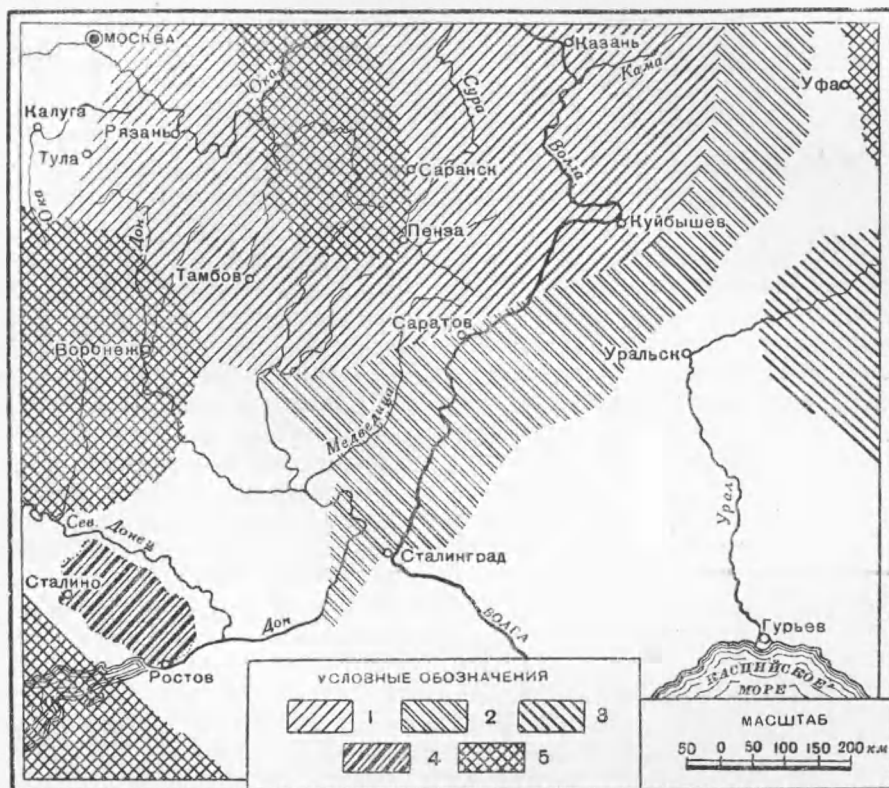 МОСКВА
Казань
Кама
Ока
Сура
Уфа
Калуга
Рязань
Тула
Волга
Саранск
Ока
Дон
Пенза
Куйбышев
Тамбов
Саратов
Воронеж
Уральск
Медведица
Урал
Сев. Донец
Сталинград
Сталино
Дон
ВОЛГА
Гурьев
Ростов
КАСПИЙСКОЕ
МОРЕ
УСЛОВНЫЕ ОБОЗНАЧЕНИЯ
1 2 3
4 5
МАСШТАБ
50 0 50 100 150 200 км